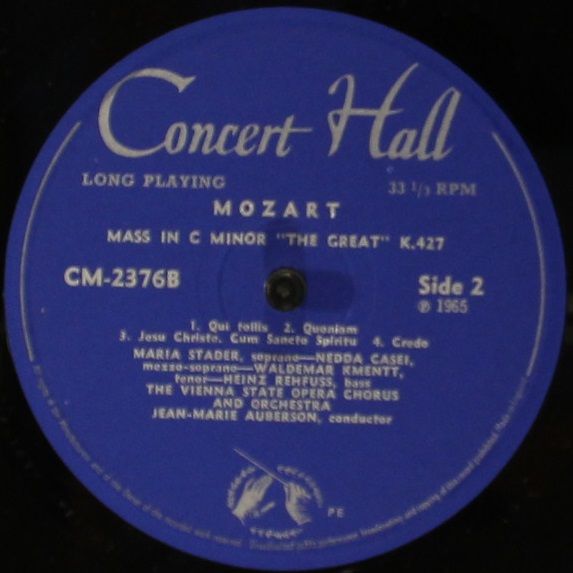 Concert Hall
LONG PLAYING
33 1/3 RPM
MOZART
MASS IN C MINOR "THE GREAT" K.427
CM-2376B
Side 2
℗ 1965
1. Qui tollis 2. Quoniam
3. Jesu Christe, Cum Sancto Spiritu 4. Credo
MARIA STADER, soprano—NEDDA CASEI,
mezzo-soprano—WALDEMAR KMENTT,
tenor—HEINZ REHFUSS, bass
THE VIENNA STATE OPERA CHORUS
AND ORCHESTRA
JEAN-MARIE AUBERSON, conductor
PE